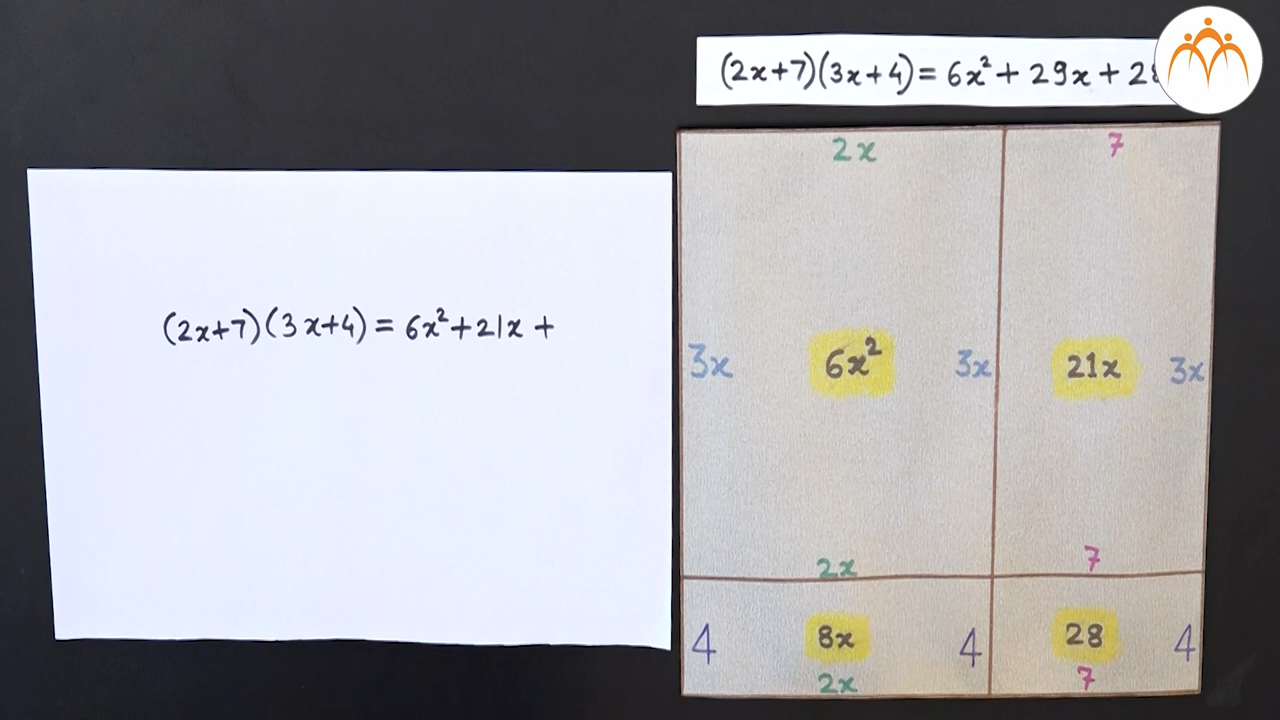 (2x+7)(3x+4) = 6x² + 29x + 2
(2x+7)(3x+4) = 6x² + 21x +
2x 7
3x 6x² 3x 21x 3x
2x 7
4 8x 4 28 4
2x 7